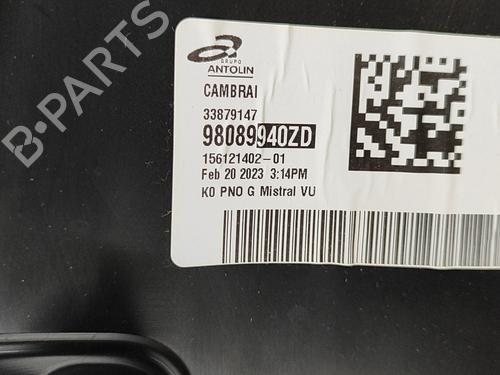 GRUPO
ANTOLIN
CAMBRAI
33879147
98089940ZD
156121402-01
Feb 20 2023 3:14PM
K0 PNO G Mistral VU
B-PARTS